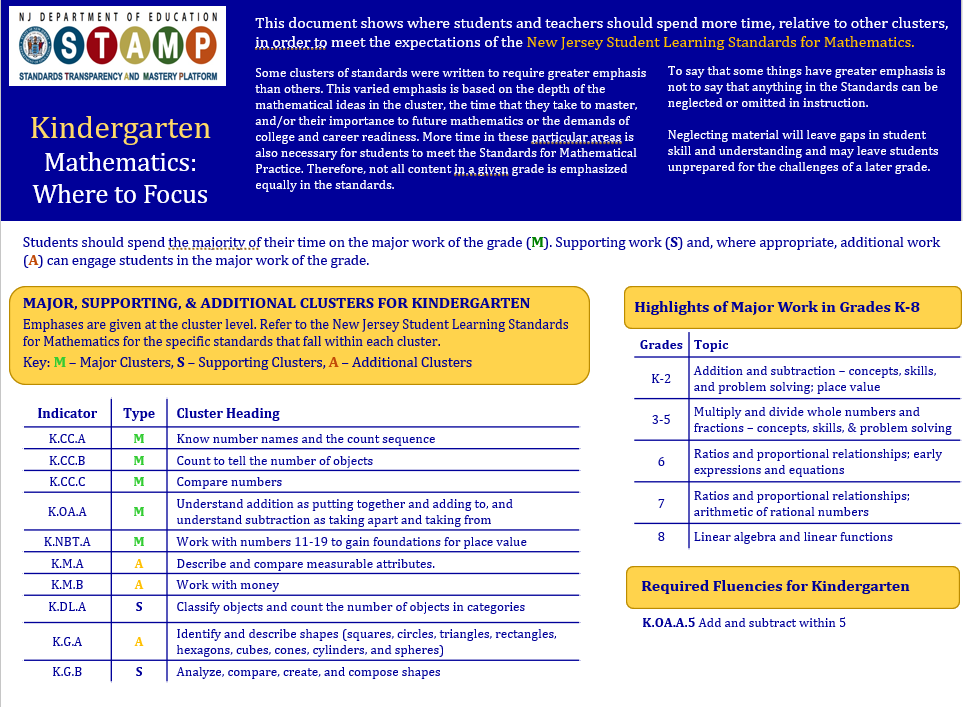 NJ DEPARTMENT OF EDUCATION
STAMP
STANDARDS TRANSPARENCY AND MASTERY PLATFORM
Kindergarten
Mathematics:
Where to Focus
This document shows where students and teachers should spend more time, relative to other clusters,
in order to meet the expectations of the New Jersey Student Learning Standards for Mathematics.
Some clusters of standards were written to require greater emphasis
than others. This varied emphasis is based on the depth of the
mathematical ideas in the cluster, the time that they take to master,
and/or their importance to future mathematics or the demands of
college and career readiness. More time in these particular areas is
also necessary for students to meet the Standards for Mathematical
Practice. Therefore, not all content in a given grade is emphasized
equally in the standards.
To say that some things have greater emphasis is
not to say that anything in the Standards can be
neglected or omitted in instruction.
Neglecting material will leave gaps in student
skill and understanding and may leave students
unprepared for the challenges of a later grade.
Students should spend the majority of their time on the major work of the grade (M). Supporting work (S) and, where appropriate, additional work
(A) can engage students in the major work of the grade.
MAJOR, SUPPORTING, & ADDITIONAL CLUSTERS FOR KINDERGARTEN
Emphases are given at the cluster level. Refer to the New Jersey Student Learning Standards
for Mathematics for the specific standards that fall within each cluster.
Key: M – Major Clusters, S – Supporting Clusters, A – Additional Clusters
Indicator Type Cluster Heading
K.CC.A M Know number names and the count sequence
K.CC.B M Count to tell the number of objects
K.CC.C M Compare numbers
K.OA.A M Understand addition as putting together and adding to, and
understand subtraction as taking apart and taking from
K.NBT.A M Work with numbers 11-19 to gain foundations for place value
K.M.A A Describe and compare measurable attributes.
K.M.B A Work with money
K.DL.A S Classify objects and count the number of objects in categories
K.G.A A Identify and describe shapes (squares, circles, triangles, rectangles,
hexagons, cubes, cones, cylinders, and spheres)
K.G.B S Analyze, compare, create, and compose shapes
Highlights of Major Work in Grades K-8
Grades Topic
K-2 Addition and subtraction – concepts, skills,
and problem solving; place value
3-5 Multiply and divide whole numbers and
fractions – concepts, skills, & problem solving
6 Ratios and proportional relationships; early
expressions and equations
7 Ratios and proportional relationships;
arithmetic of rational numbers
8 Linear algebra and linear functions
Required Fluencies for Kindergarten
K.OA.A.5 Add and subtract within 5